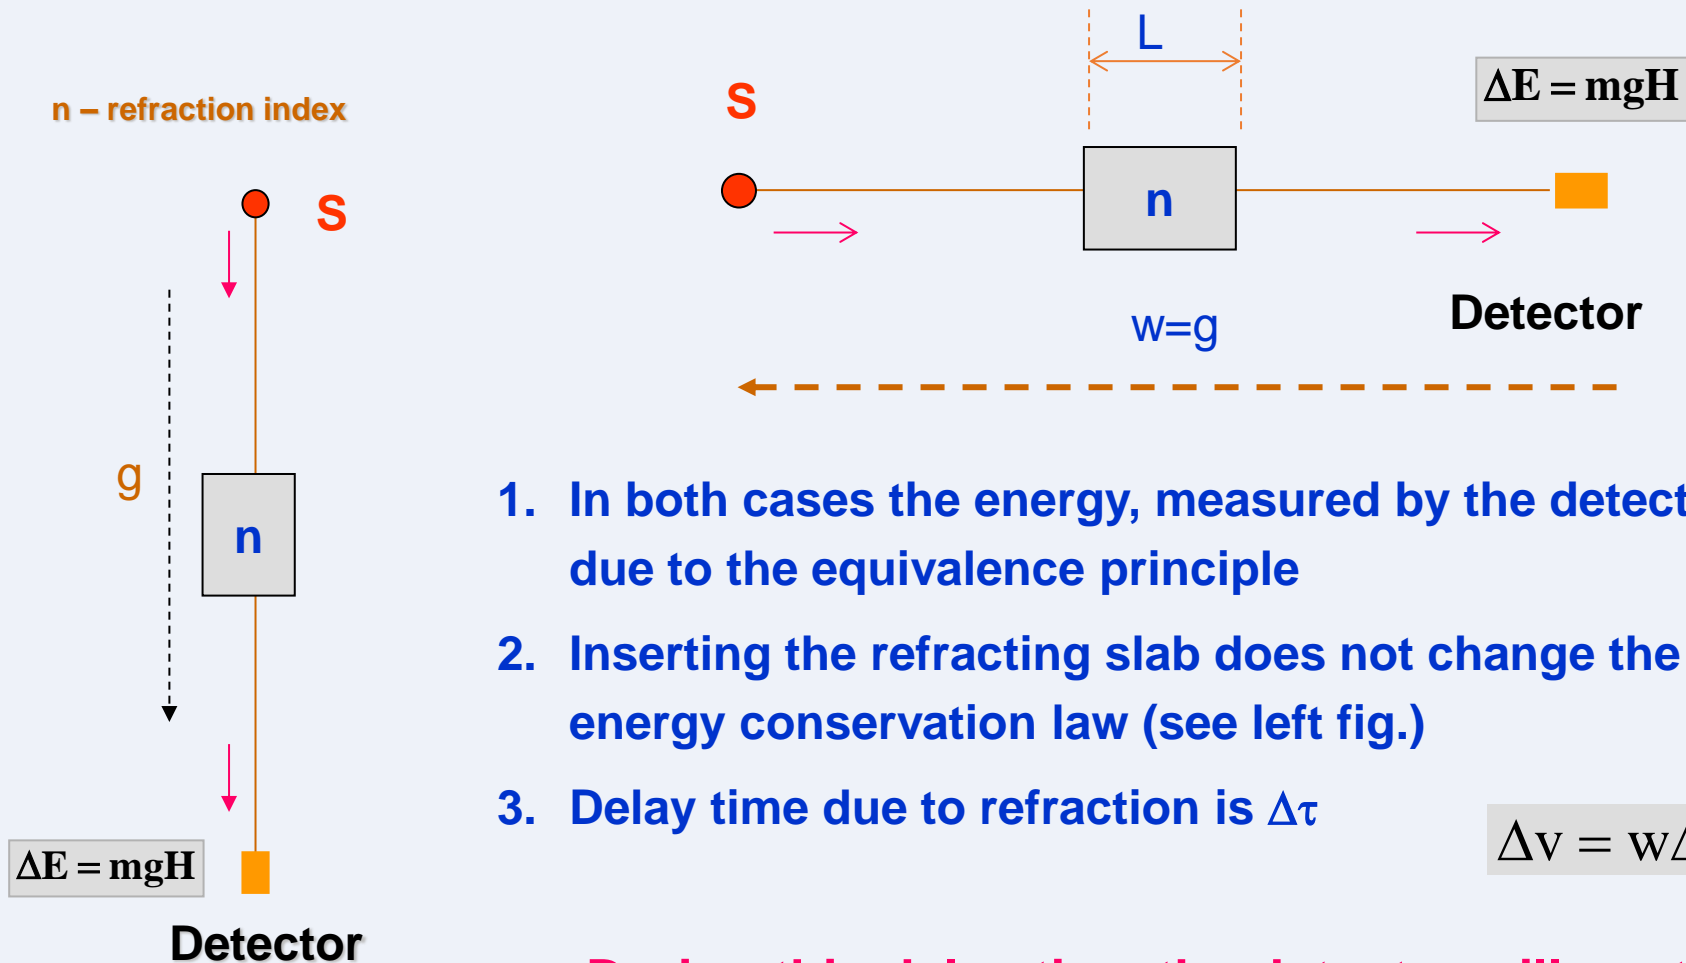 n – refraction index
S
g
n
ΔE = mgH
Detector
L
S
n
ΔE = mgH
w=g
Detector
1. In both cases the energy, measured by the
due to the equivalence principle
2. Inserting the refracting slab does not change the
energy conservation law (see left fig.)
3. Delay time due to refraction is Δτ
Δv = wΔ